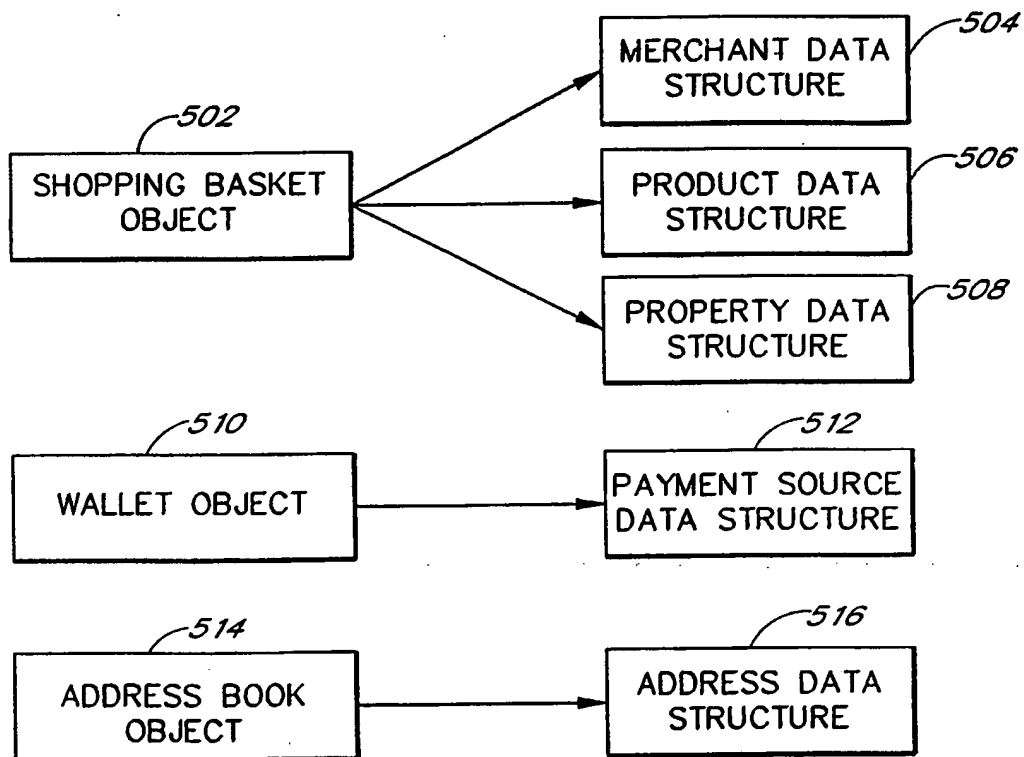 504
MERCHANT DATA
STRUCTURE
502
SHOPPING BASKET
OBJECT
506
PRODUCT DATA
STRUCTURE
508
PROPERTY DATA
STRUCTURE
510
WALLET OBJECT
512
PAYMENT SOURCE
DATA STRUCTURE
514
ADDRESS BOOK
OBJECT
516
ADDRESS DATA
STRUCTURE